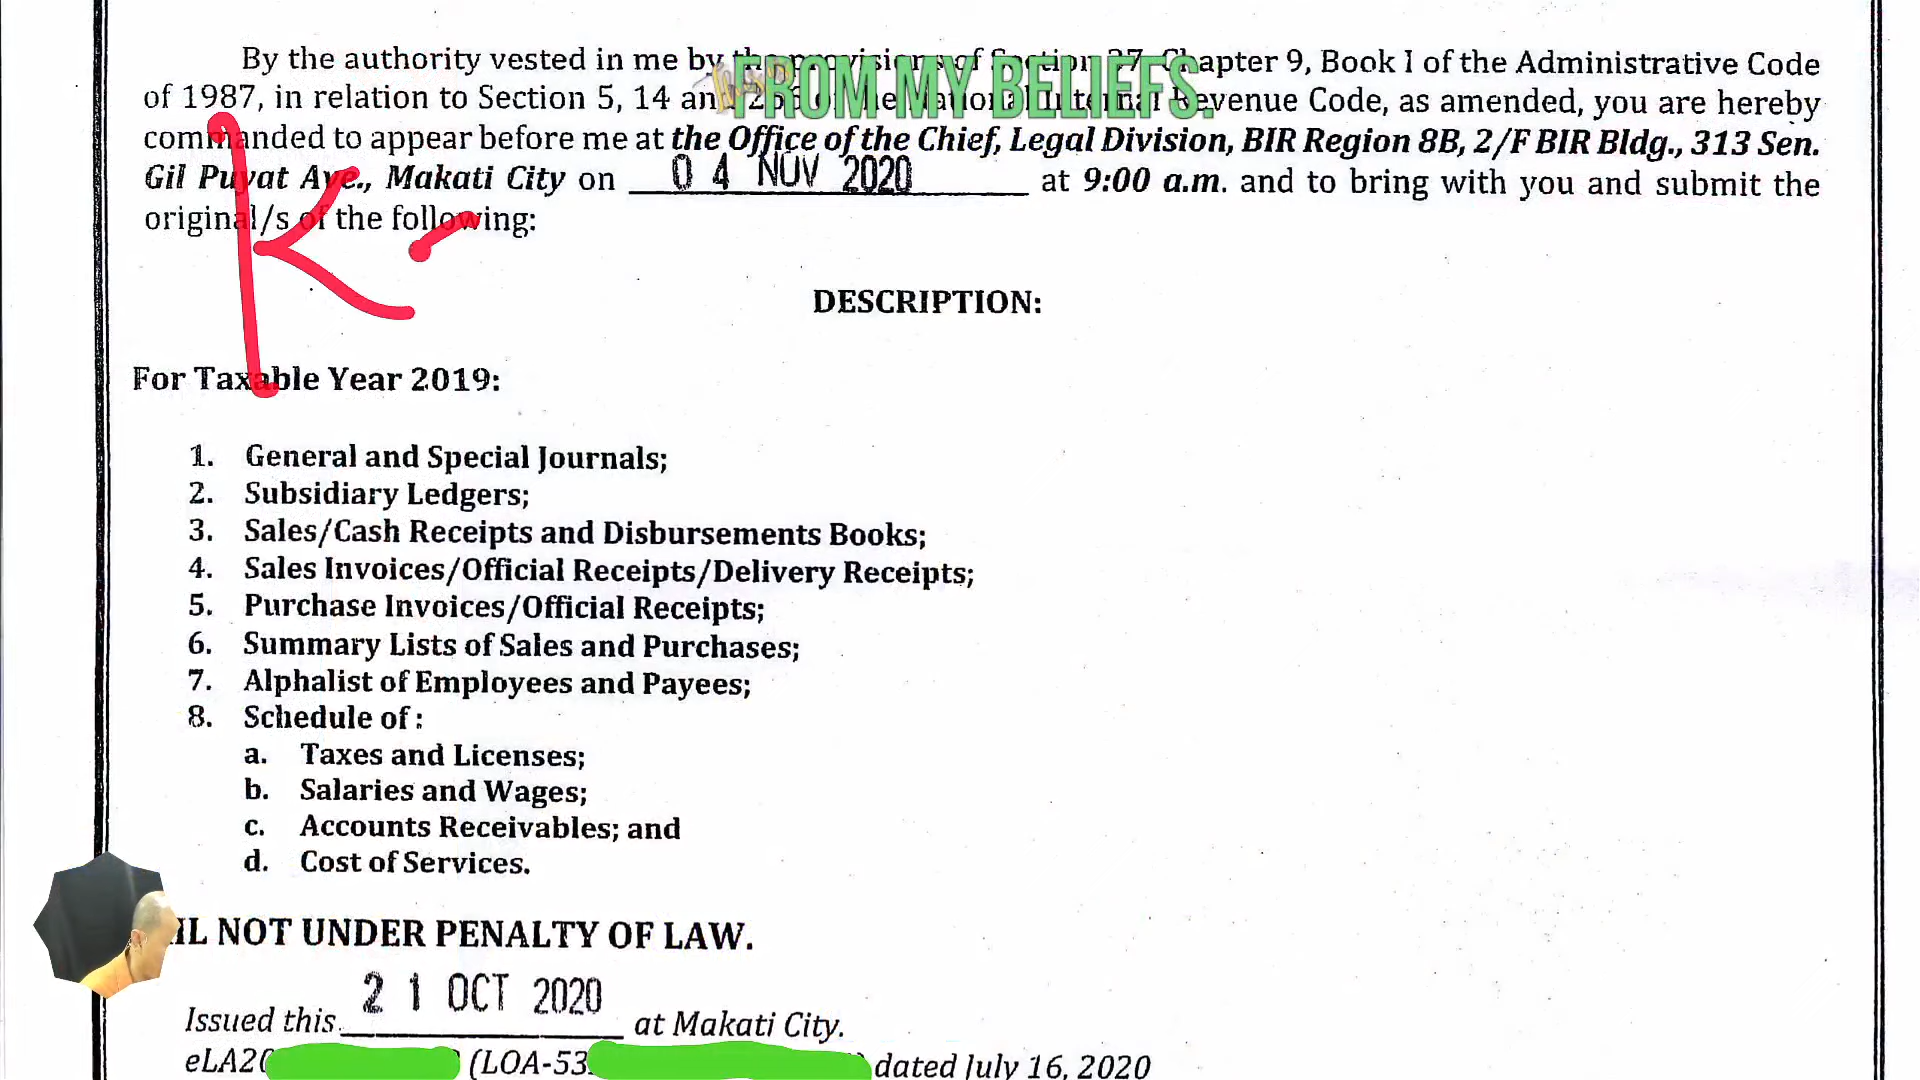 By the authority vested in me by the provisions of Section 27, Chapter 9, Book I of the Administrative Code
FROM MY BELIEFS.
of 1987, in relation to Section 5, 14 and 266 of the National Internal Revenue Code, as amended, you are hereby
commanded to appear before me at the Office of the Chief, Legal Division, BIR Region 8B, 2/F BIR Bldg., 313 Sen.
Gil Puyat Ave., Makati City on 04 NOV 2020 at 9:00 a.m. and to bring with you and submit the
original/s of the following:
K
DESCRIPTION:
For Taxable Year 2019:
1. General and Special Journals;
2. Subsidiary Ledgers;
3. Sales/Cash Receipts and Disbursements Books;
4. Sales Invoices/Official Receipts/Delivery Receipts;
5. Purchase Invoices/Official Receipts;
6. Summary Lists of Sales and Purchases;
7. Alphalist of Employees and Payees;
8. Schedule of:
a. Taxes and Licenses;
b. Salaries and Wages;
c. Accounts Receivables; and
d. Cost of Services.
IL NOT UNDER PENALTY OF LAW.
Issued this 21 OCT 2020 at Makati City.
eLA20 (LOA-53 dated July 16, 2020